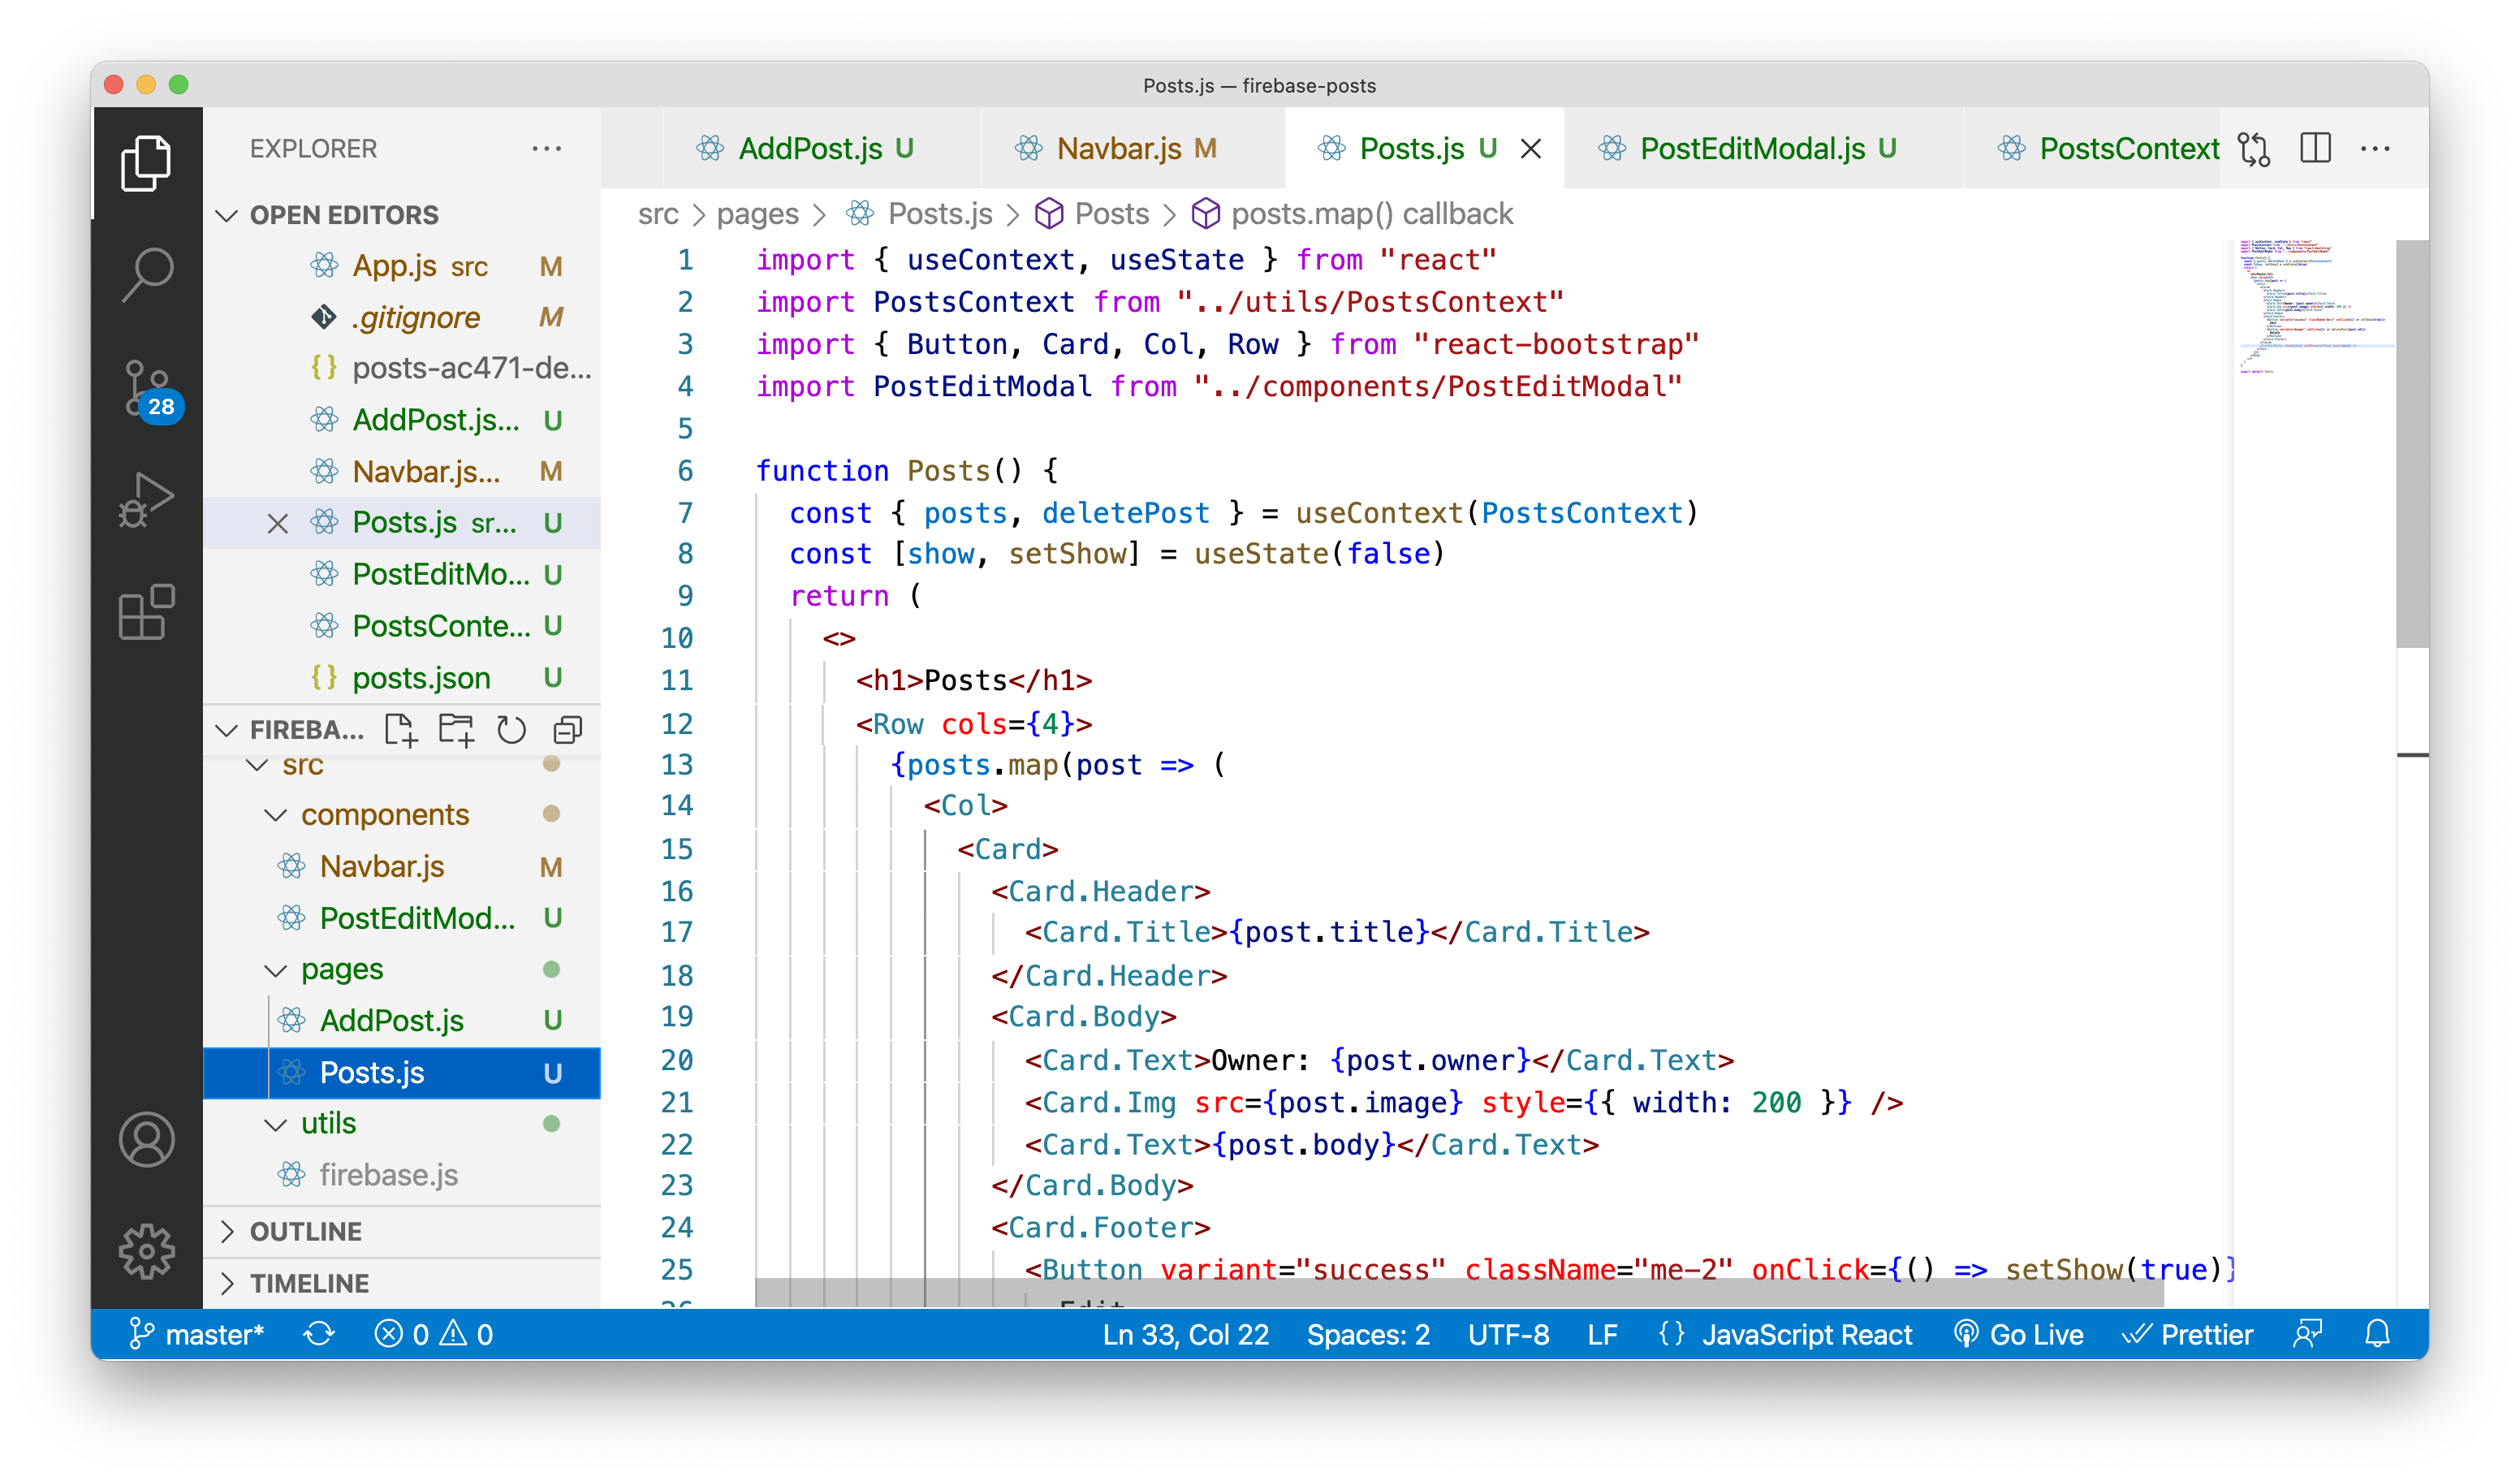 Posts.js — firebase-posts
EXPLORER
OPEN EDITORS
App.js src M
.gitignore M
posts-ac471-de...
AddPost.js... U
Navbar.js... M
Posts.js sr... U
PostEditMo... U
PostsConte... U
posts.json U
FIREBA...
src
components
Navbar.js M
PostEditMod... U
pages
AddPost.js U
Posts.js U
utils
firebase.js
OUTLINE
TIMELINE
28
AddPost.js U
Navbar.js M
Posts.js U
PostEditModal.js U
PostsContext
src > pages > Posts.js > Posts > posts.map() callback
1 import { useContext, useState } from "react"
2 import PostsContext from "../utils/PostsContext"
3 import { Button, Card, Col, Row } from "react-bootstrap"
4 import PostEditModal from "../components/PostEditModal"
5
6 function Posts() {
7 const { posts, deletePost } = useContext(PostsContext)
8 const [show, setShow] = useState(false)
9 return (
10 <>
11 <h1>Posts</h1>
12 <Row cols={4}>
13 {posts.map(post => (
14 <Col>
15 <Card>
16 <Card.Header>
17 <Card.Title>{post.title}</Card.Title>
18 </Card.Header>
19 <Card.Body>
20 <Card.Text>Owner: {post.owner}</Card.Text>
21 <Card.Img src={post.image} style={{ width: 200 }} />
22 <Card.Text>{post.body}</Card.Text>
23 </Card.Body>
24 <Card.Footer>
25 <Button variant="success" className="me-2" onClick={() => setShow(true)}
26 Edit
master* 0 0 Ln 33, Col 22 Spaces: 2 UTF-8 LF {} JavaScript React Go Live Prettier